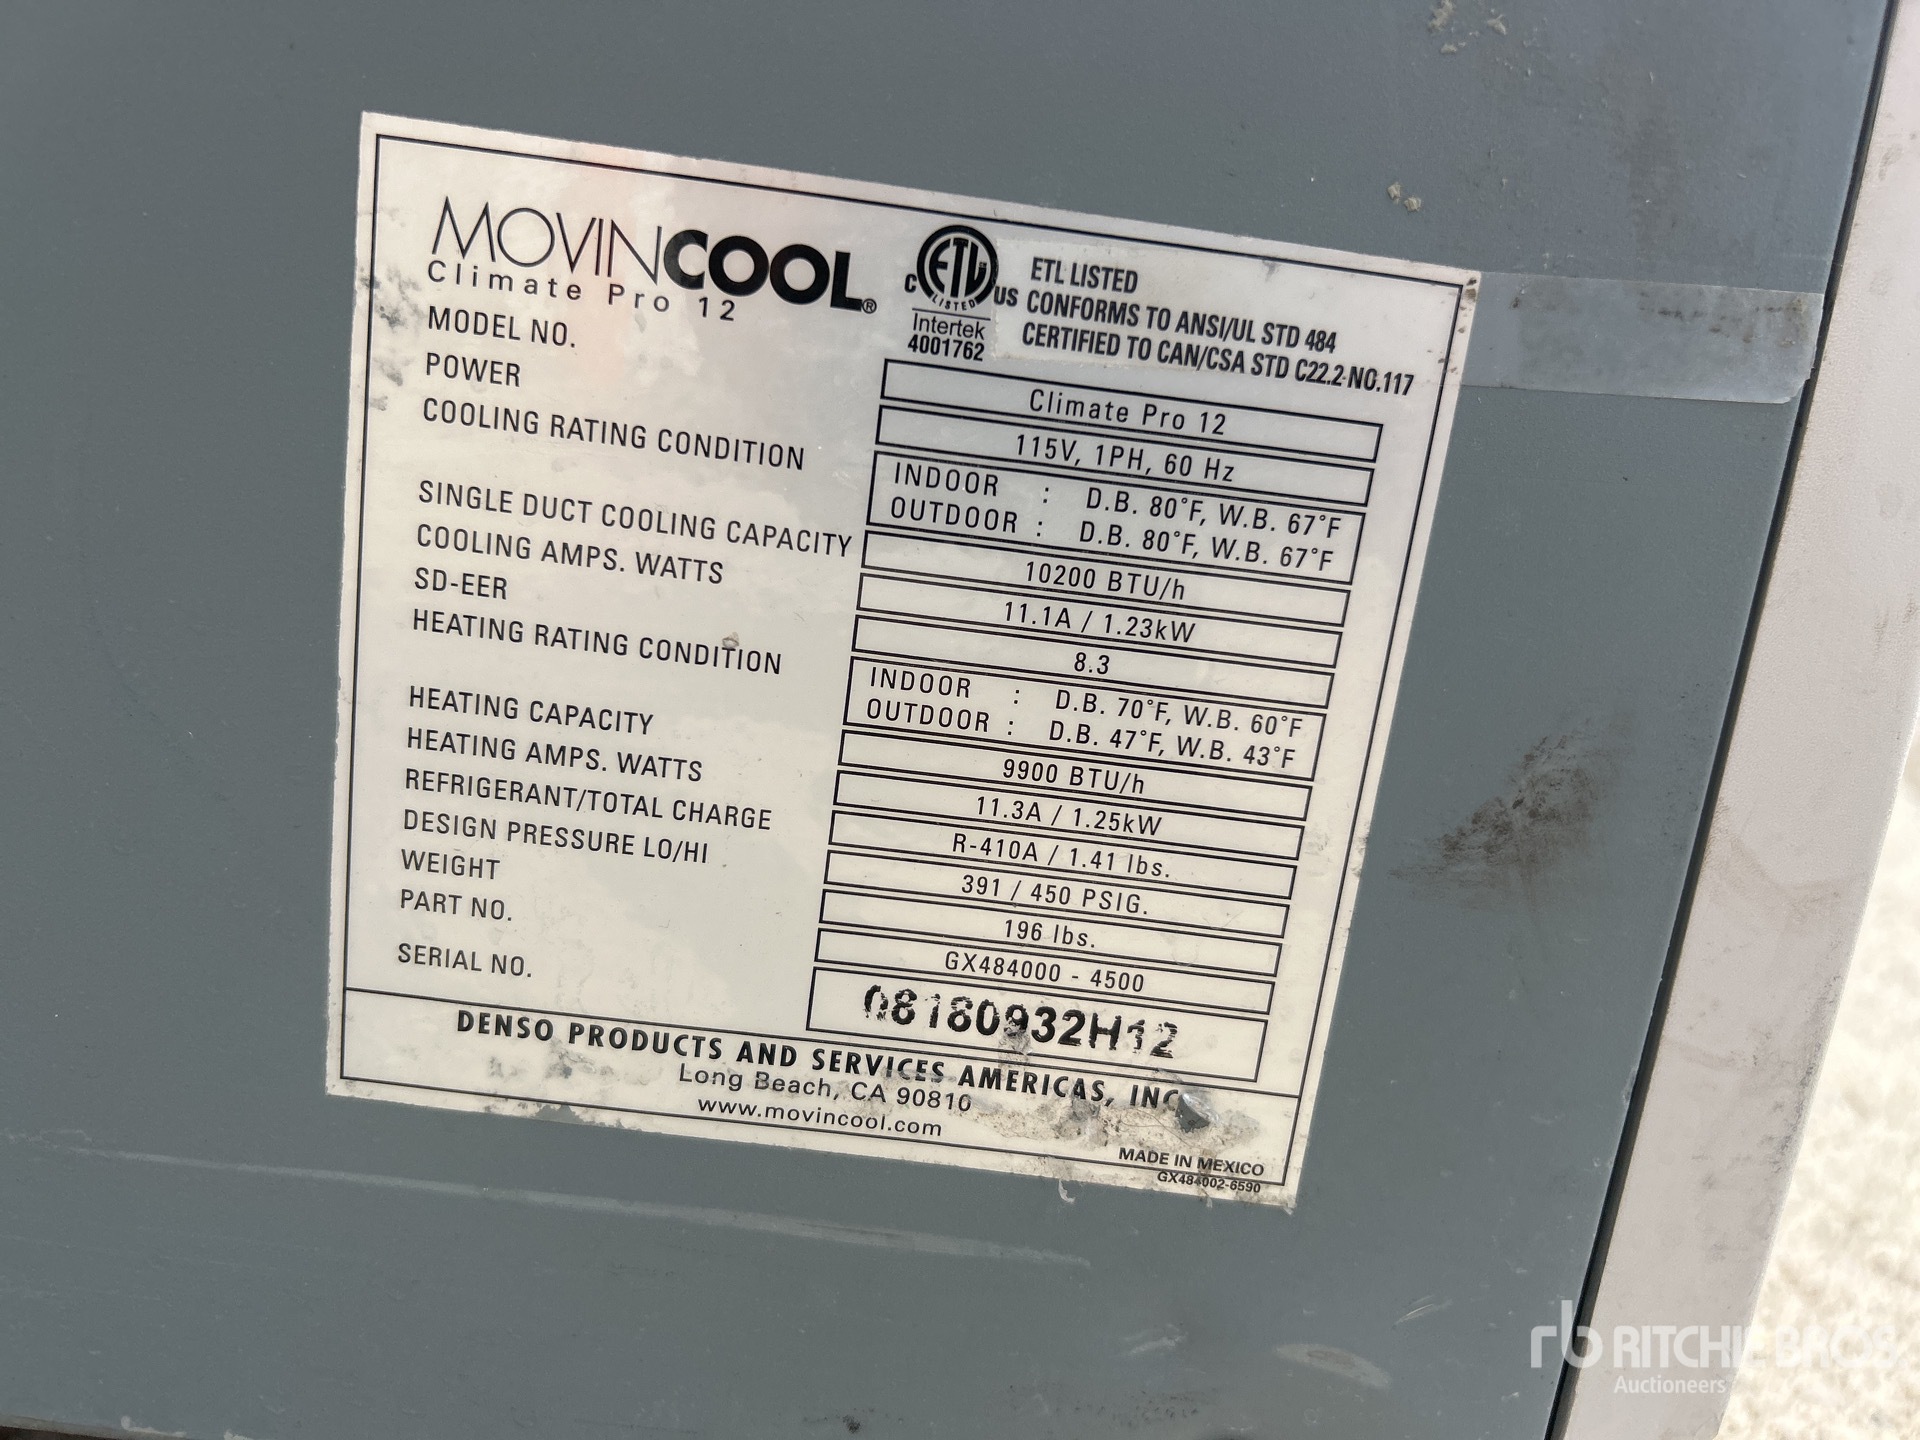 MOVINCOOL®
Climate Pro 12
C ETL LISTED US
Intertek
4001762
ETL LISTED
CONFORMS TO ANSI/UL STD 484
CERTIFIED TO CAN/CSA STD C22.2-NO.117
MODEL NO. Climate Pro 12
POWER 115V, 1PH, 60 Hz
COOLING RATING CONDITION INDOOR : D.B. 80°F, W.B. 67°F
OUTDOOR : D.B. 80°F, W.B. 67°F
SINGLE DUCT COOLING CAPACITY 10200 BTU/h
COOLING AMPS. WATTS 11.1A / 1.23kW
SD-EER 8.3
HEATING RATING CONDITION INDOOR : D.B. 70°F, W.B. 60°F
OUTDOOR : D.B. 47°F, W.B. 43°F
HEATING CAPACITY 9900 BTU/h
HEATING AMPS. WATTS 11.3A / 1.25kW
REFRIGERANT/TOTAL CHARGE R-410A / 1.41 lbs.
DESIGN PRESSURE LO/HI 391 / 450 PSIG.
WEIGHT 196 lbs.
PART NO. GX484000 - 4500
SERIAL NO. 08180932H12
DENSO PRODUCTS AND SERVICES AMERICAS, INC
Long Beach, CA 90810
www.movincool.com
MADE IN MEXICO
GX484002-6590
rb RITCHIE BROS
Auctioneers